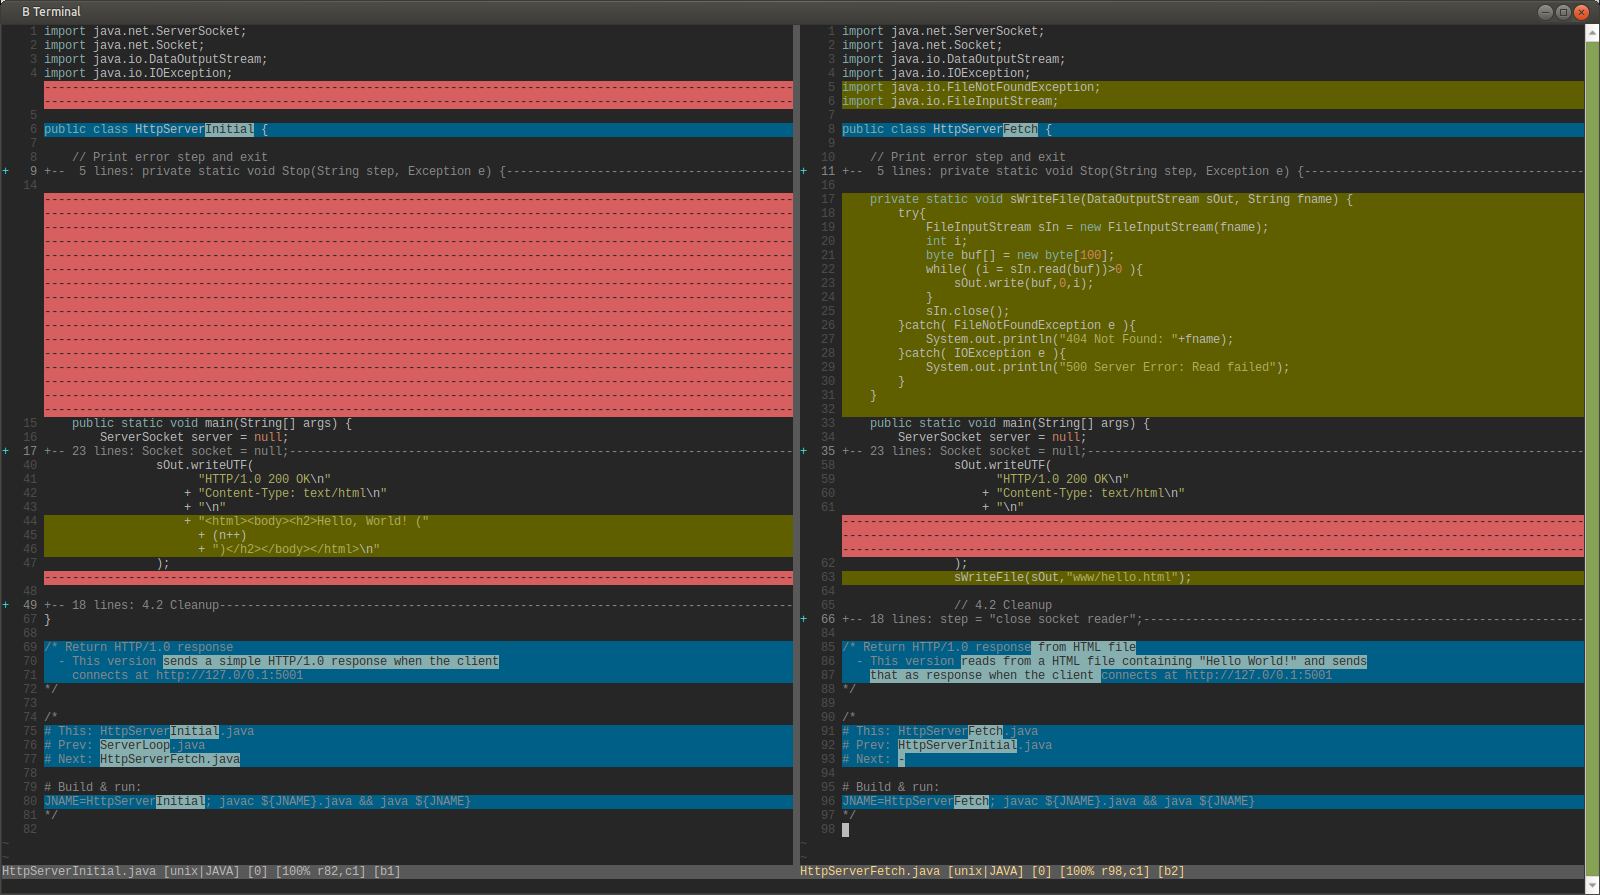 B Terminal
1 import java.net.ServerSocket;
2 import java.net.Socket;
3 import java.io.DataOutputStream;
4 import java.io.IOException;
5
6 public class HttpServerInitial {
7
8     // Print error step and exit
+ 9 +--  5 lines: private static void Stop(String step, Exception e) {-----------------------------------------
14
15     public static void main(String[] args) {
16         ServerSocket server = null;
+ 17 +-- 23 lines: Socket socket = null;------------------------------------------------------------------------
40                 sOut.writeUTF(
41                       "HTTP/1.0 200 OK\n"
42                     + "Content-Type: text/html\n"
43                     + "\n"
44                     + "<html><body><h2>Hello, World! ("
45                       + (n++)
46                       + ")</h2></body></html>\n"
47                 );
48
+ 49 +-- 18 lines: 4.2 Cleanup----------------------------------------------------------------------------------
67 }
68
69 /* Return HTTP/1.0 response
70   - This version sends a simple HTTP/1.0 response when the client
71     connects at http://127.0/0.1:5001
72 */
73
74 /*
75 # This: HttpServerInitial.java
76 # Prev: ServerLoop.java
77 # Next: HttpServerFetch.java
78
79 # Build & run:
80 JNAME=HttpServerInitial; javac ${JNAME}.java && java ${JNAME}
81 */
82
~
~
HttpServerInitial.java [unix|JAVA] [0] [100% r82,c1] [b1]
1 import java.net.ServerSocket;
2 import java.net.Socket;
3 import java.io.DataOutputStream;
4 import java.io.IOException;
5 import java.io.FileNotFoundException;
6 import java.io.FileInputStream;
7
8 public class HttpServerFetch {
9
10     // Print error step and exit
+ 11 +--  5 lines: private static void Stop(String step, Exception e) {----------------------------------------
16
17     private static void sWriteFile(DataOutputStream sOut, String fname) {
18         try{
19             FileInputStream sIn = new FileInputStream(fname);
20             int i;
21             byte buf[] = new byte[100];
22             while( (i = sIn.read(buf))>0 ){
23                 sOut.write(buf,0,i);
24             }
25             sIn.close();
26         }catch( FileNotFoundException e ){
27             System.out.println("404 Not Found: "+fname);
28         }catch( IOException e ){
29             System.out.println("500 Server Error: Read failed");
30         }
31     }
32
33     public static void main(String[] args) {
34         ServerSocket server = null;
+ 35 +-- 23 lines: Socket socket = null;-----------------------------------------------------------------------
58                 sOut.writeUTF(
59                       "HTTP/1.0 200 OK\n"
60                     + "Content-Type: text/html\n"
61                     + "\n"
62                 );
63                 sWriteFile(sOut,"www/hello.html");
64
65                 // 4.2 Cleanup
+ 66 +-- 18 lines: step = "close socket reader";---------------------------------------------------------------
84
85 /* Return HTTP/1.0 response from HTML file
86   - This version reads from a HTML file containing "Hello World!" and sends
87     that as response when the client connects at http://127.0/0.1:5001
88 */
89
90 /*
91 # This: HttpServerFetch.java
92 # Prev: HttpServerInitial.java
93 # Next: -
94
95 # Build & run:
96 JNAME=HttpServerFetch; javac ${JNAME}.java && java ${JNAME}
97 */
98
~
~
HttpServerFetch.java [unix|JAVA] [0] [100% r98,c1] [b2]